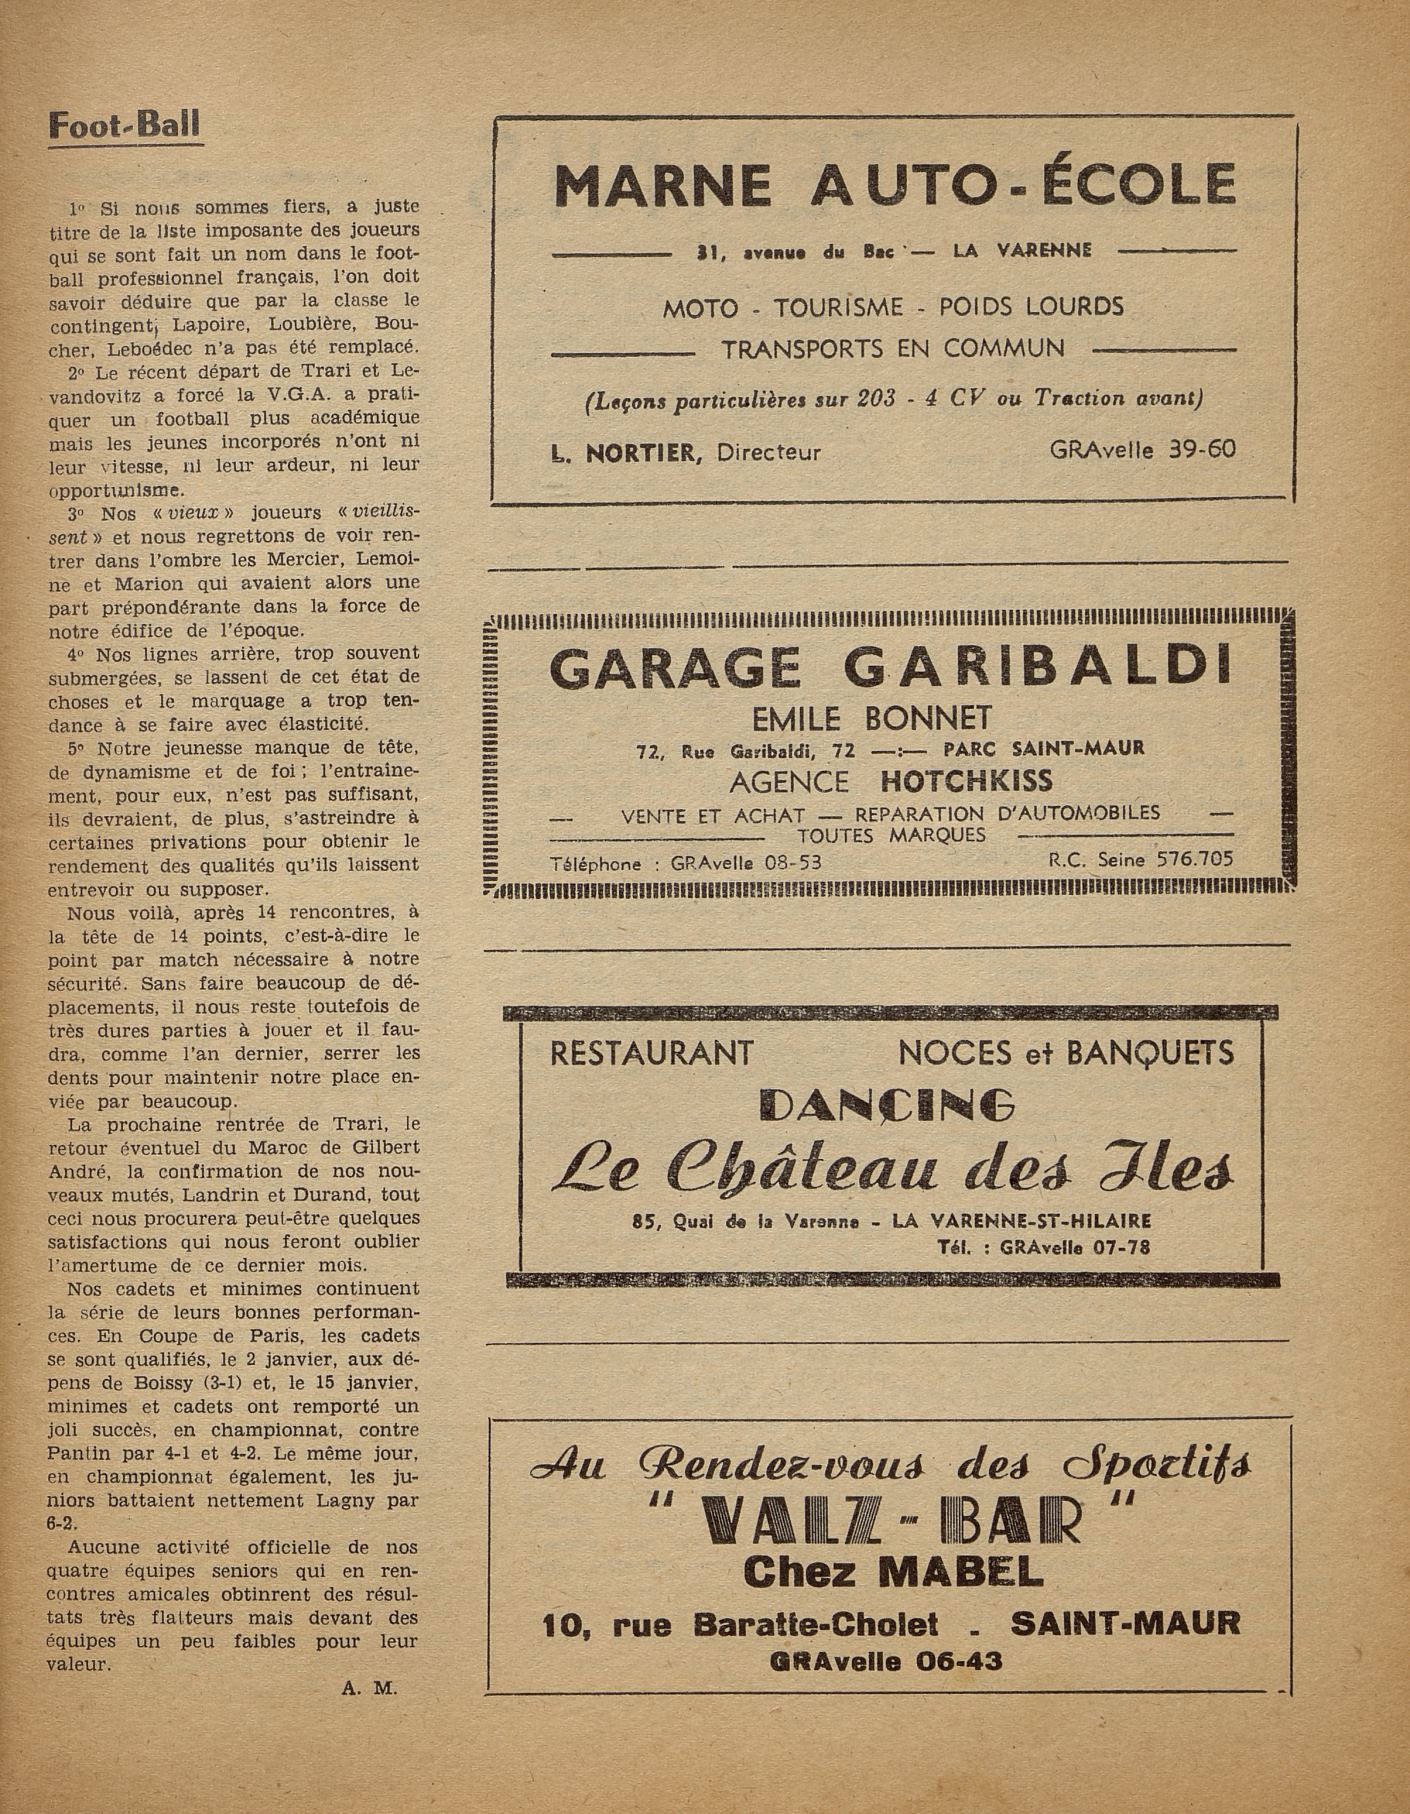 Foot-Ball
1º Si nous sommes fiers, a juste
titre de la liste imposante des joueurs
qui se sont fait un nom dans le foot-
ball professionnel français, l'on doit
savoir déduire que par la classe le
contingent; Lapoire, Loubière, Bou-
cher, Leboédec n'a pas été remplacé.
2º Le récent départ de Trari et Le-
vandovitz a forcé la V.G.A. a prati-
quer un football plus académique
mais les jeunes incorporés n'ont ni
leur vitesse, ni leur ardeur, ni leur
opportunisme.
3º Nos « vieux » joueurs « vieillis-
sent » et nous regrettons de voir ren-
trer dans l'ombre les Mercier, Lemoi-
ne et Marion qui avaient alors une
part prépondérante dans la force de
notre édifice de l'époque.
4º Nos lignes arrière, trop souvent
submergées, se lassent de cet état de
choses et le marquage a trop ten-
dance à se faire avec élasticité.
5º Notre jeunesse manque de tête,
de dynamisme et de foi ; l'entraine-
ment, pour eux, n'est pas suffisant,
ils devraient, de plus, s'astreindre à
certaines privations pour obtenir le
rendement des qualités qu'ils laissent
entrevoir ou supposer.
Nous voilà, après 14 rencontres, à
la tête de 14 points, c'est-à-dire le
point par match nécessaire à notre
sécurité. Sans faire beaucoup de dé-
placements, il nous reste toutefois de
très dures parties à jouer et il fau-
dra, comme l'an dernier, serrer les
dents pour maintenir notre place en-
viée par beaucoup.
La prochaine rentrée de Trari, le
retour éventuel du Maroc de Gilbert
André, la confirmation de nos nou-
veaux mutés, Landrin et Durand, tout
ceci nous procurera peut-être quelques
satisfactions qui nous feront oublier
l'amertume de ce dernier mois.
Nos cadets et minimes continuent
la série de leurs bonnes performan-
ces. En Coupe de Paris, les cadets
se sont qualifiés, le 2 janvier, aux dé-
pens de Boissy (3-1) et, le 15 janvier,
minimes et cadets ont remporté un
joli succès, en championnat, contre
Pantin par 4-1 et 4-2. Le même jour,
en championnat également, les ju-
niors battaient nettement Lagny par
6-2.
Aucune activité officielle de nos
quatre équipes seniors qui en ren-
contres amicales obtinrent des résul-
tats très flatteurs mais devant des
équipes un peu faibles pour leur
valeur.
A. M.
MARNE AUTO-ÉCOLE
31, avenue du Bac — LA VARENNE
MOTO - TOURISME - POIDS LOURDS
TRANSPORTS EN COMMUN
(Leçons particulières sur 203 - 4 CV ou Traction avant)
L. NORTIER, Directeur GRAvelle 39-60
GARAGE GARIBALDI
EMILE BONNET
72, Rue Garibaldi, 72 —:— PARC SAINT-MAUR
AGENCE HOTCHKISS
— VENTE ET ACHAT — REPARATION D'AUTOMOBILES —
TOUTES MARQUES
Téléphone : GRAvelle 08-53 R.C. Seine 576.705
RESTAURANT NOCES et BANQUETS
DANCING
Le Château des Iles
85, Quai de la Varenne - LA VARENNE-ST-HILAIRE
Tél. : GRAvelle 07-78
Au Rendez-vous des Sportifs
" VALZ-BAR "
Chez MABEL
10, rue Baratte-Cholet - SAINT-MAUR
GRAvelle 06-43